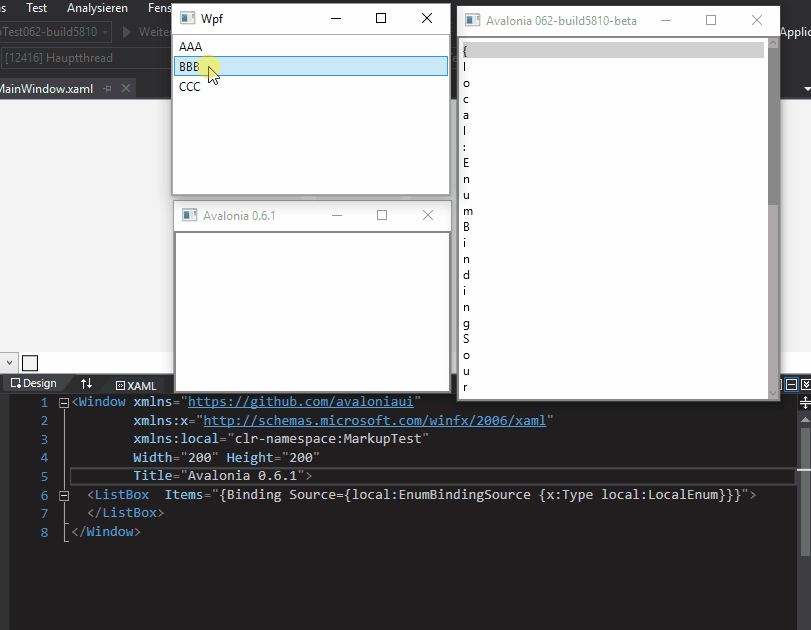 s Test Analysieren Fens
Test062-build5810 Weite
[12416] Hauptthread
MainWindow.xaml
Wpf
AAA
BBB
CCC
Avalonia 0.6.1
Avalonia 062-build5810-beta
Applic
{
l
o
c
a
l
:
E
n
u
m
B
i
n
d
i
n
g
S
o
u
r
Design XAML
1 <Window xmlns="https://github.com/avaloniaui"
2 xmlns:x="http://schemas.microsoft.com/winfx/2006/xaml"
3 xmlns:local="clr-namespace:MarkupTest"
4 Width="200" Height="200"
5 Title="Avalonia 0.6.1">
6 <ListBox Items="{Binding Source={local:EnumBindingSource {x:Type local:LocalEnum}}}">
7 </ListBox>
8 </Window>